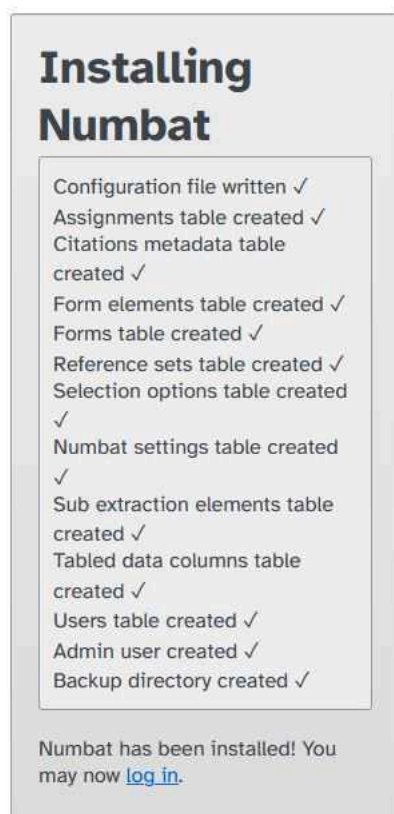 Installing
Numbat
Configuration file written ✓
Assignments table created ✓
Citations metadata table
created ✓
Form elements table created ✓
Forms table created ✓
Reference sets table created ✓
Selection options table created
✓
Numbat settings table created
✓
Sub extraction elements table
created ✓
Tabled data columns table
created ✓
Users table created ✓
Admin user created ✓
Backup directory created ✓
Numbat has been installed! You
may now log in.